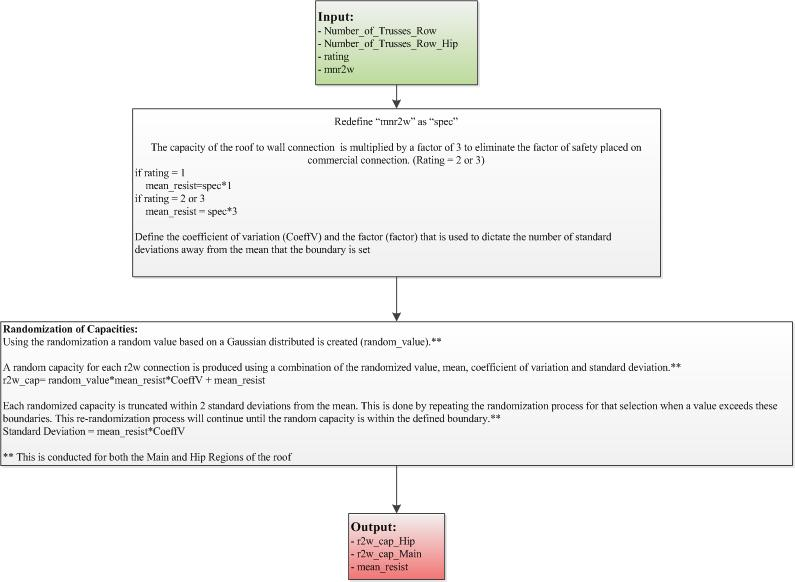 Input:
- Number_of_Trusses_Row
- Number_of_Trusses_Row_Hip
- rating
- mnr2w
Redefine “mnr2w” as “spec”
The capacity of the roof to wall connection is multiplied by a factor of 3 to eliminate the factor of safety placed on
commercial connection. (Rating = 2 or 3)
if rating = 1
mean_resist=spec*1
if rating = 2 or 3
mean_resist = spec*3
Define the coefficient of variation (CoeffV) and the factor (factor) that is used to dictate the number of standard
deviations away from the mean that the boundary is set
Randomization of Capacities:
Using the randomization a random value based on a Gaussian distributed is created (random_value).**
A random capacity for each r2w connection is produced using a combination of the randomized value, mean, coefficient of variation and standard deviation.**
r2w_cap= random_value*mean_resist*CoeffV + mean_resist
Each randomized capacity is truncated within 2 standard deviations from the mean. This is done by repeating the randomization process for that selection when a value exceeds these
boundaries. This re-randomization process will continue until the random capacity is within the defined boundary.**
Standard Deviation = mean_resist*CoeffV
** This is conducted for both the Main and Hip Regions of the roof
Output:
- r2w_cap_Hip
- r2w_cap_Main
- mean_resist